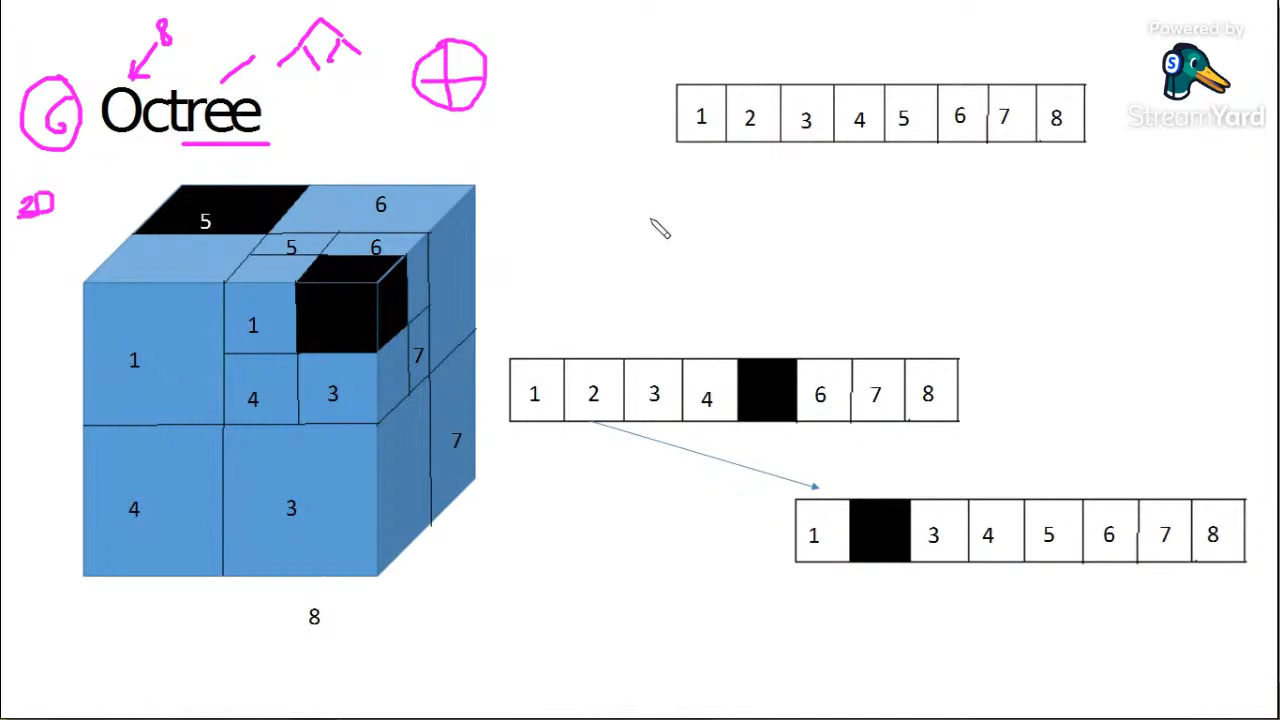 8
6 Octree
2D
Powered by
S
StreamYard
1 2 3 4 5 6 7 8
5 6
5 6
1
1
7
4 3
7
4 3
8
1 2 3 4 6 7 8
1 3 4 5 6 7 8